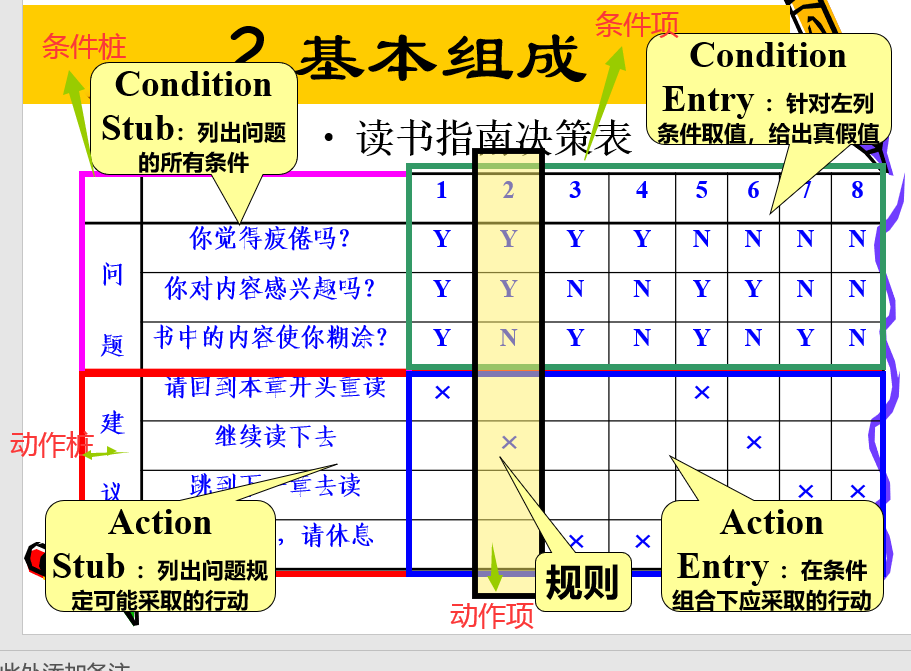 条件桩
条件项
2 基本组成
Condition
Stub：列出问题
的所有条件
Condition
Entry ：针对左列
条件取值，给出真假值
· 读书指南决策表
1 2 3 4 5 6 7 8
问题
你觉得疲倦吗? Y Y Y Y N N N N
你对内容感兴趣吗? Y Y N N Y Y N N
书中的内容使你糊涂? Y N Y N Y N Y N
建议
请回到本章开头重读 × ×
继续读下去 × ×
跳到下 章去读 × ×
，请休息 × ×
动作桩
Action
Stub ：列出问题规
定可能采取的行动
规则
Action
Entry ：在条件
组合下应采取的行动
动作项
此处添加备注